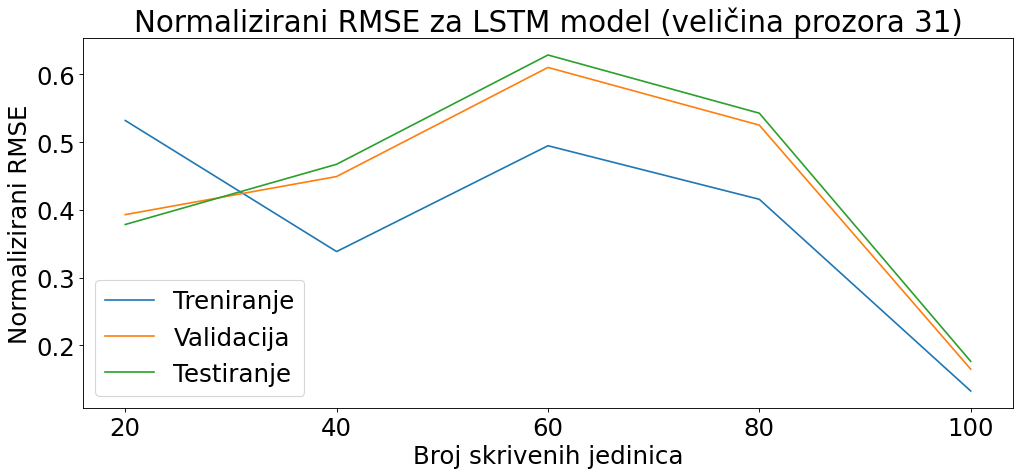 Normalizirani RMSE za LSTM model (veličina prozora 31)
Normalizirani RMSE
0.6
0.5
0.4
0.3
0.2
Treniranje
Validacija
Testiranje
20 40 60 80 100
Broj skrivenih jedinica